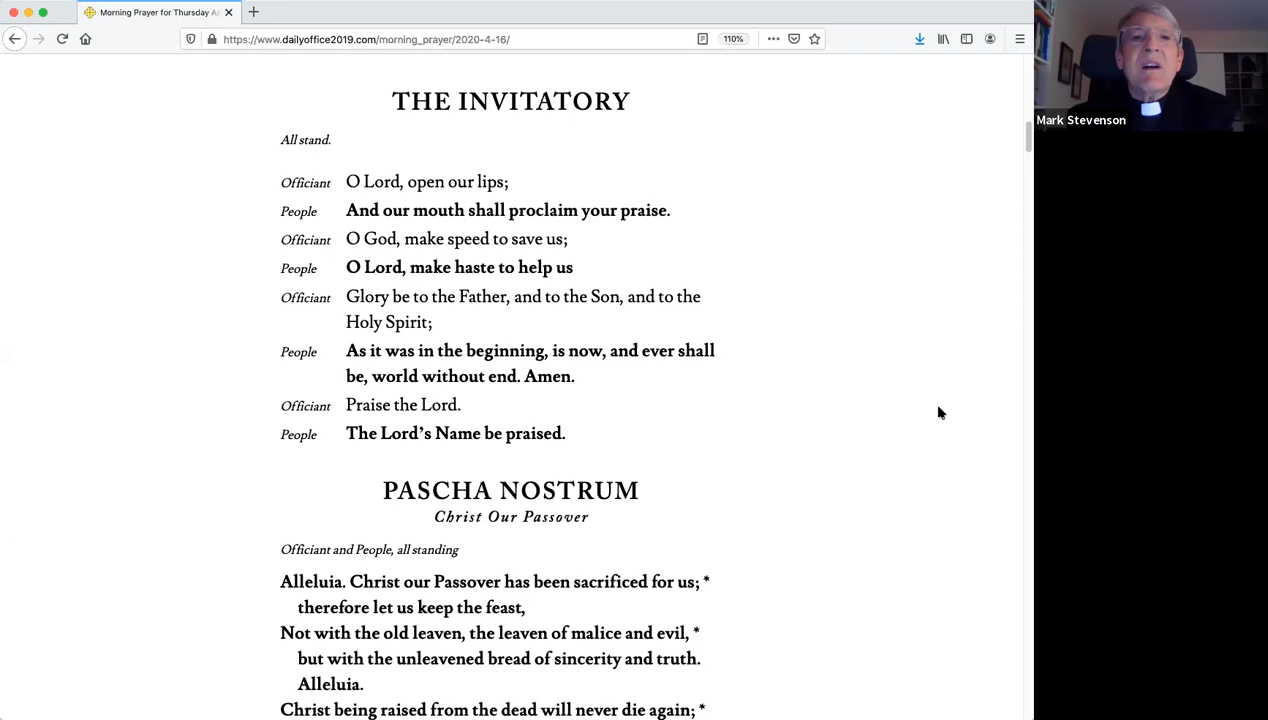 Morning Prayer for Thursday Ap
https://www.dailyoffice2019.com/morning_prayer/2020-4-16/
110%
Mark Stevenson
THE INVITATORY
All stand.
Officiant O Lord, open our lips;
People And our mouth shall proclaim your praise.
Officiant O God, make speed to save us;
People O Lord, make haste to help us
Officiant Glory be to the Father, and to the Son, and to the
Holy Spirit;
People As it was in the beginning, is now, and ever shall
be, world without end. Amen.
Officiant Praise the Lord.
People The Lord’s Name be praised.
PASCHA NOSTRUM
Christ Our Passover
Officiant and People, all standing
Alleluia. Christ our Passover has been sacrificed for us; *
therefore let us keep the feast,
Not with the old leaven, the leaven of malice and evil, *
but with the unleavened bread of sincerity and truth.
Alleluia.
Christ being raised from the dead will never die again; *